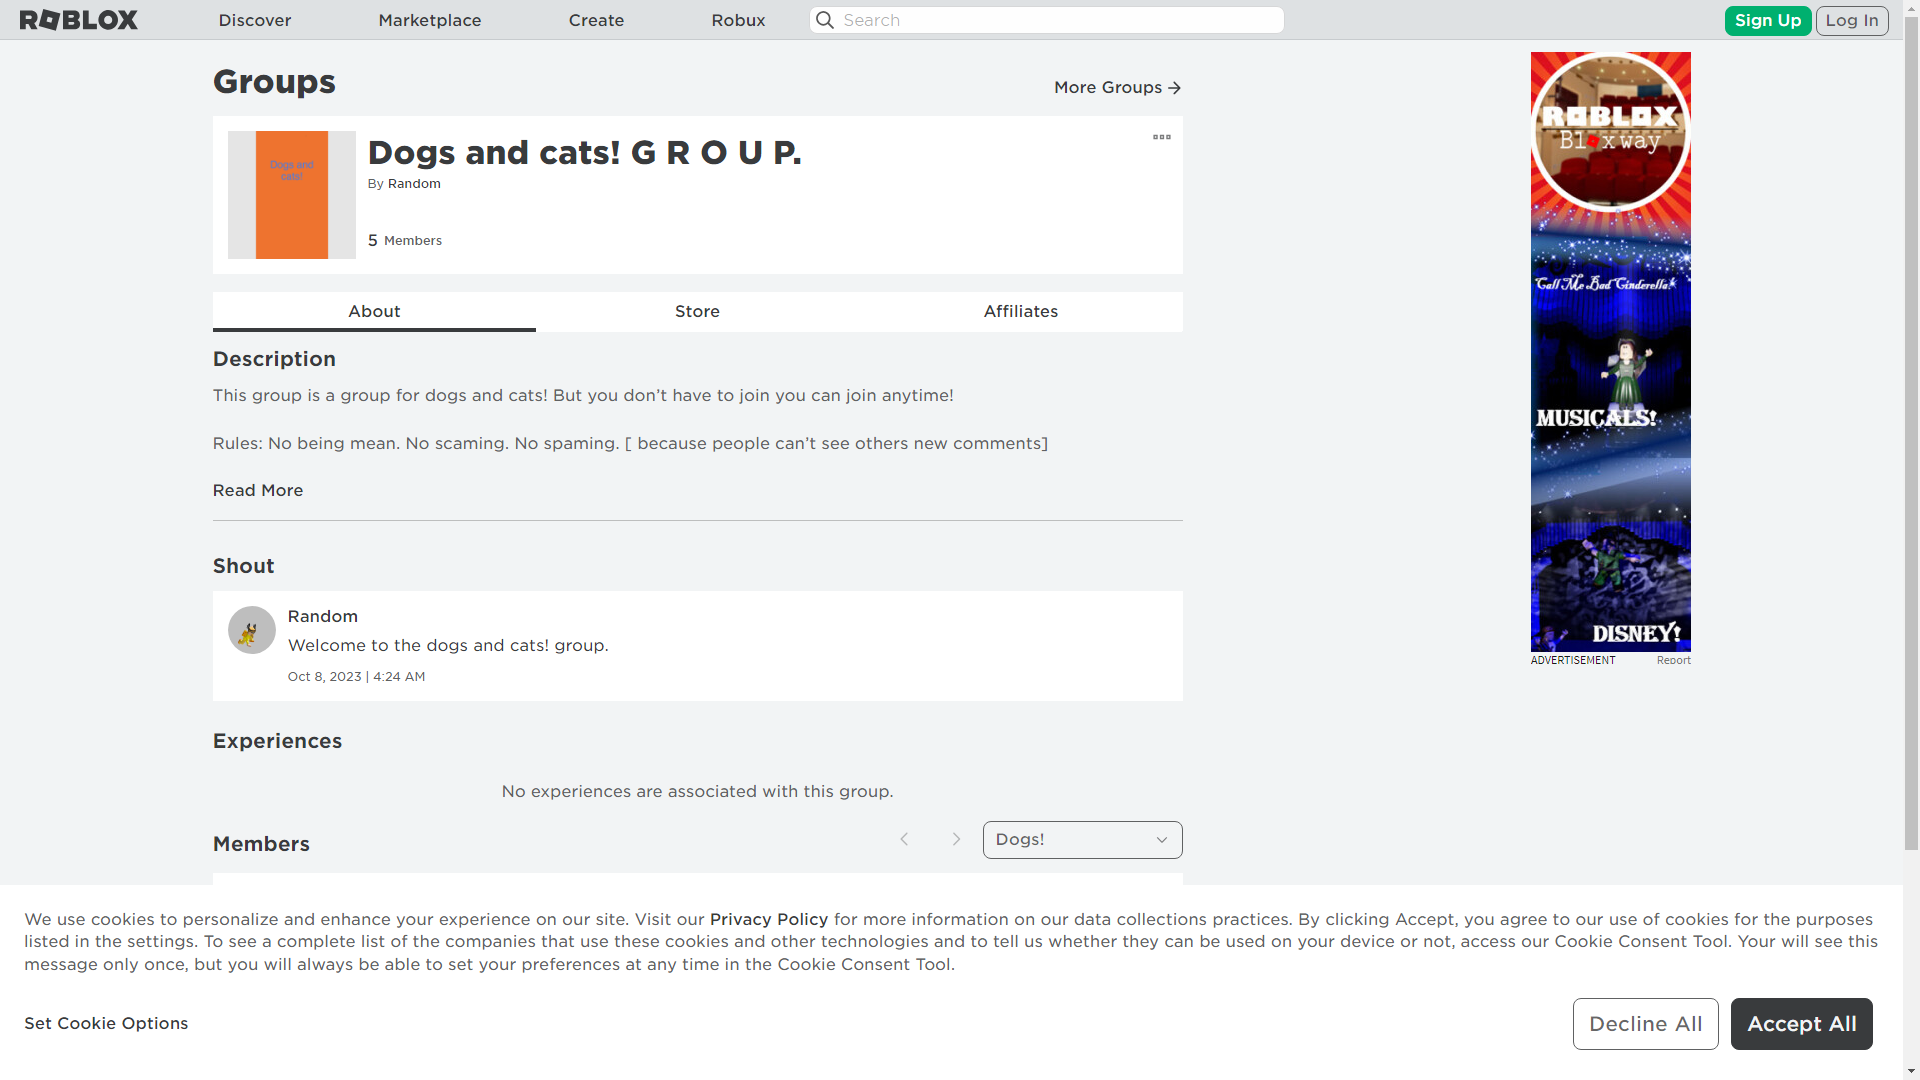 ROBLOX
Discover
Marketplace
Create
Robux
Search
Sign Up
Log In
Groups
More Groups
Dogs and
cats!
Dogs and cats! G R O U P.
By Random
5 Members
About
Store
Affiliates
Description
This group is a group for dogs and cats! But you don’t have to join you can join anytime!
Rules: No being mean. No scaming. No spaming. [ because people can’t see others new comments]
Read More
Shout
Random
Welcome to the dogs and cats! group.
Oct 8, 2023 | 4:24 AM
Experiences
No experiences are associated with this group.
Members
Dogs!
ROBLOX
Bloxway
Call Me Bad Cinderella!
MUSICALS!
DISNEY!
ADVERTISEMENT
Report
We use cookies to personalize and enhance your experience on our site. Visit our Privacy Policy for more information on our data collections practices. By clicking Accept, you agree to our use of cookies for the purposes
listed in the settings. To see a complete list of the companies that use these cookies and other technologies and to tell us whether they can be used on your device or not, access our Cookie Consent Tool. Your will see this
message only once, but you will always be able to set your preferences at any time in the Cookie Consent Tool.
Set Cookie Options
Decline All
Accept All